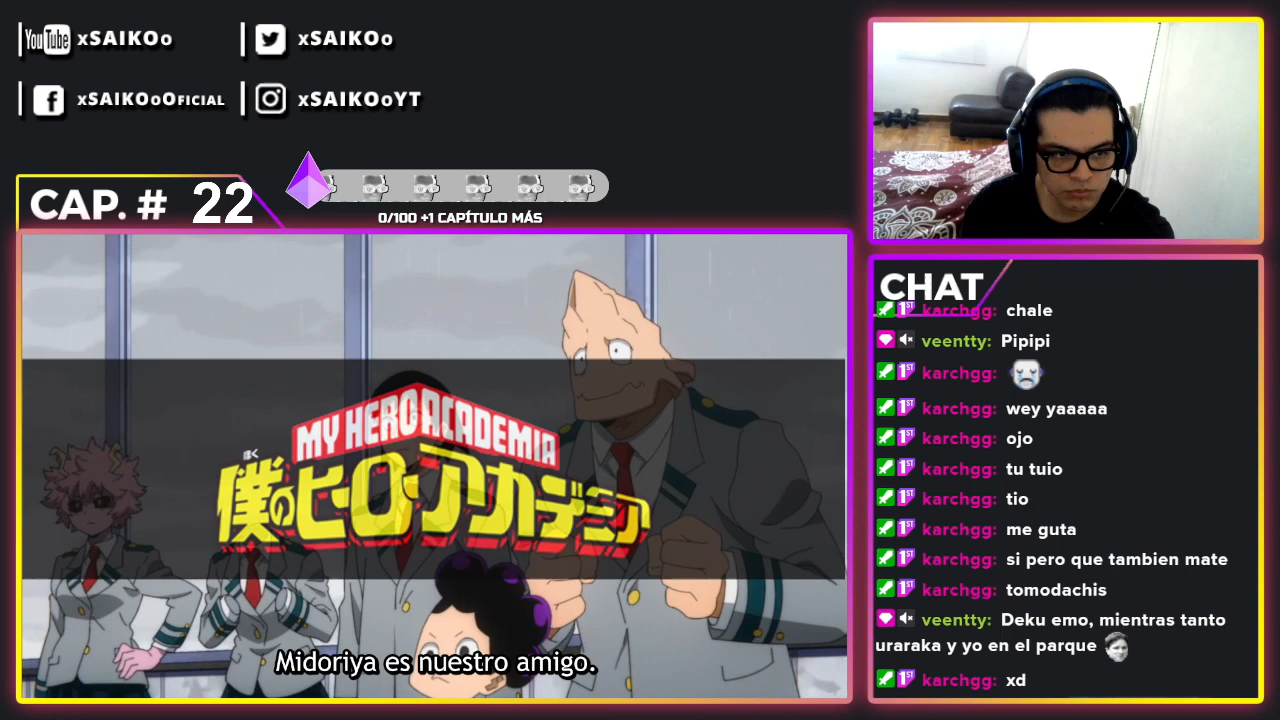 YouTube xSAIKOo
xSAIKOo
xSAIKOoOficial
xSAIKOoYT
CAP. # 22
0/100 +1 CAPÍTULO MÁS
MY HERO ACADEMIA
ぼく
僕のヒーローアカデミア
Midoriya es nuestro amigo.
CHAT
karchgg: chale
veentty: Pipipi
karchgg:
karchgg: wey yaaaaa
karchgg: ojo
karchgg: tu tuio
karchgg: tio
karchgg: me guta
karchgg: si pero que tambien mate
karchgg: tomodachis
veentty: Deku emo, mientras tanto
uraraka y yo en el parque
karchgg: xd